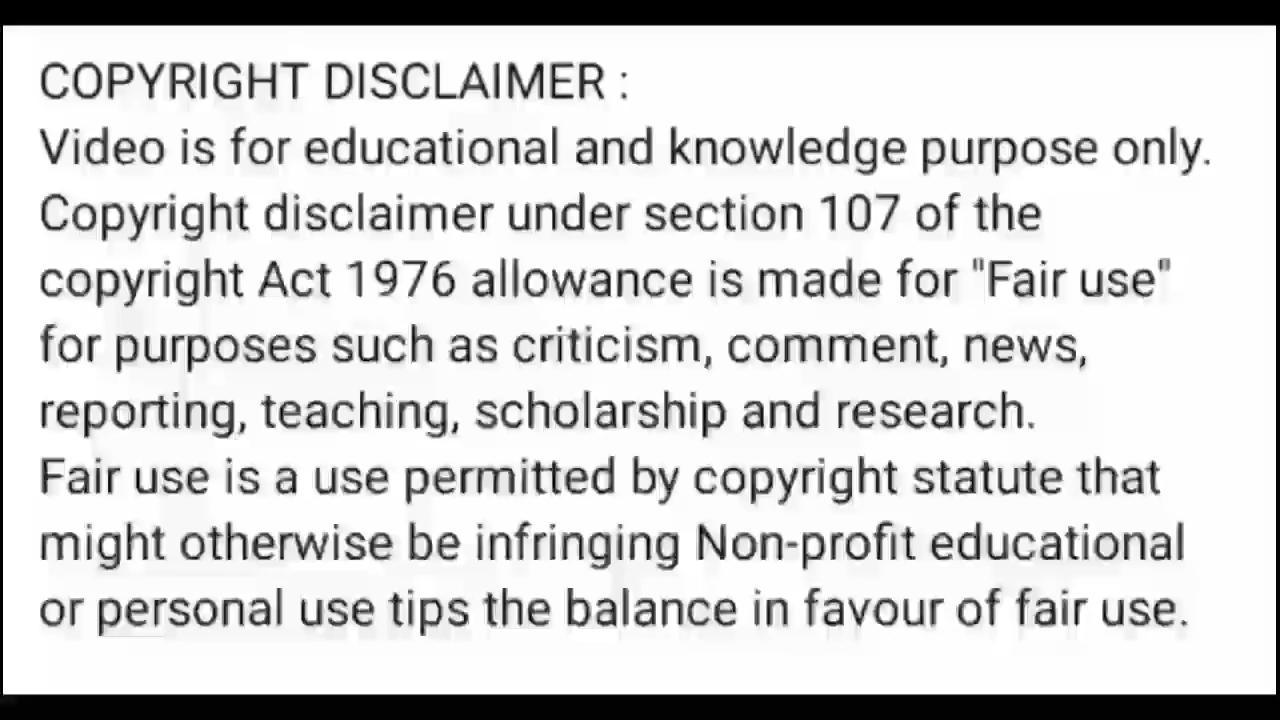 COPYRIGHT DISCLAIMER :
Video is for educational and knowledge purpose only.
Copyright disclaimer under section 107 of the
copyright Act 1976 allowance is made for "Fair use"
for purposes such as criticism, comment, news,
reporting, teaching, scholarship and research.
Fair use is a use permitted by copyright statute that
might otherwise be infringing Non-profit educational
or personal use tips the balance in favour of fair use.